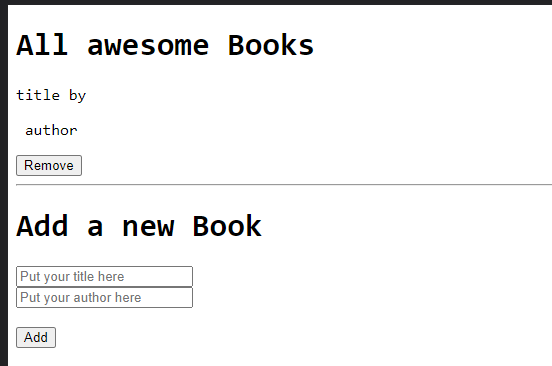 All awesome Books
title by
author
Remove
Add a new Book
Put your title here
Put your author here
Add